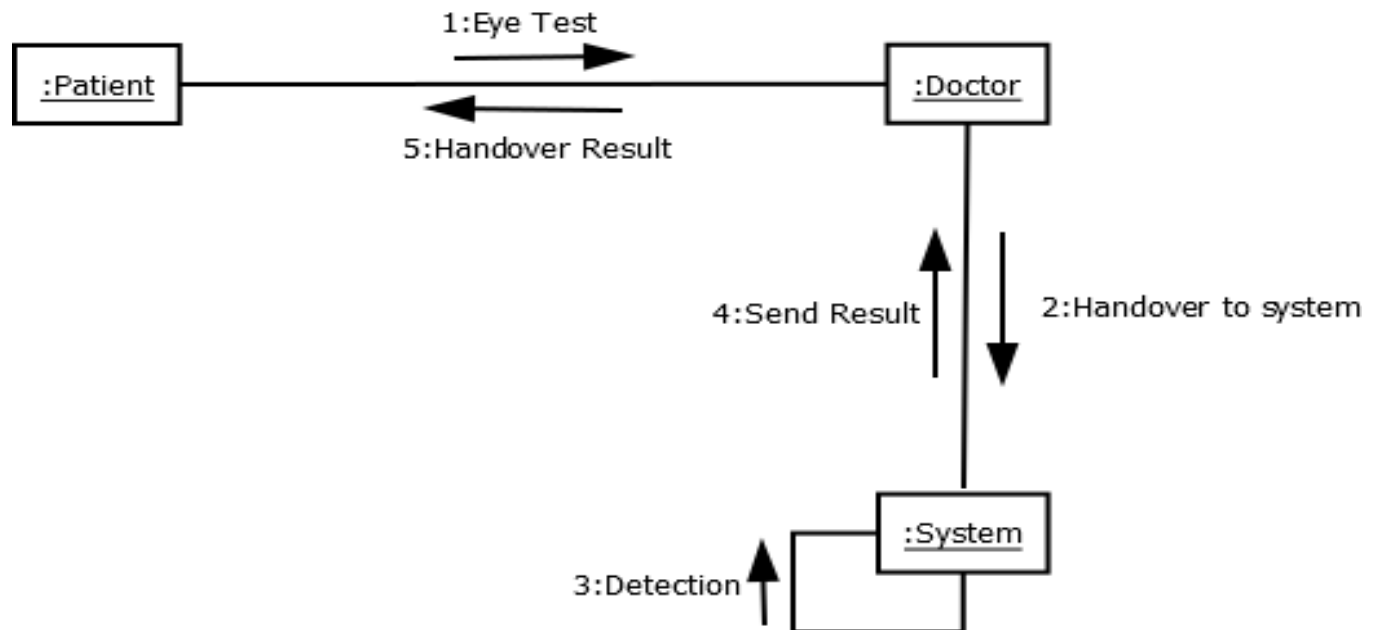 1:Eye Test
:Patient
:Doctor
5:Handover Result
4:Send Result
2:Handover to system
:System
3:Detection